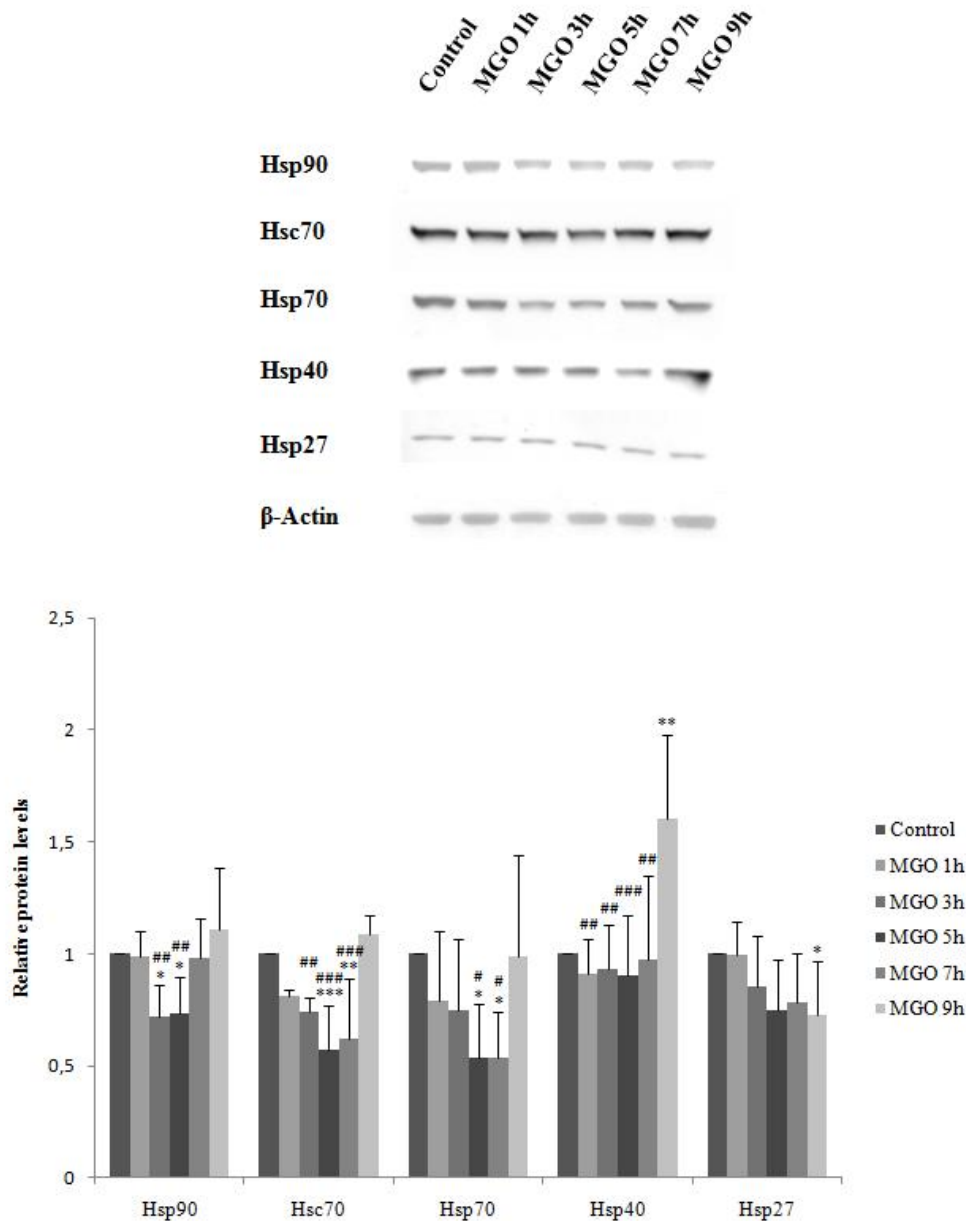 Control MGO 1h MGO 3h MGO 5h MGO 7h MGO 9h
Hsp90
Hsc70
Hsp70
Hsp40
Hsp27
β-Actin
Relative protein levels
2,5
2
1,5
1
0,5
0
## * ## *
## ### *** ### **
# * # *
## ## ### ## **
*
Hsp90 Hsc70 Hsp70 Hsp40 Hsp27
Control
MGO 1h
MGO 3h
MGO 5h
MGO 7h
MGO 9h